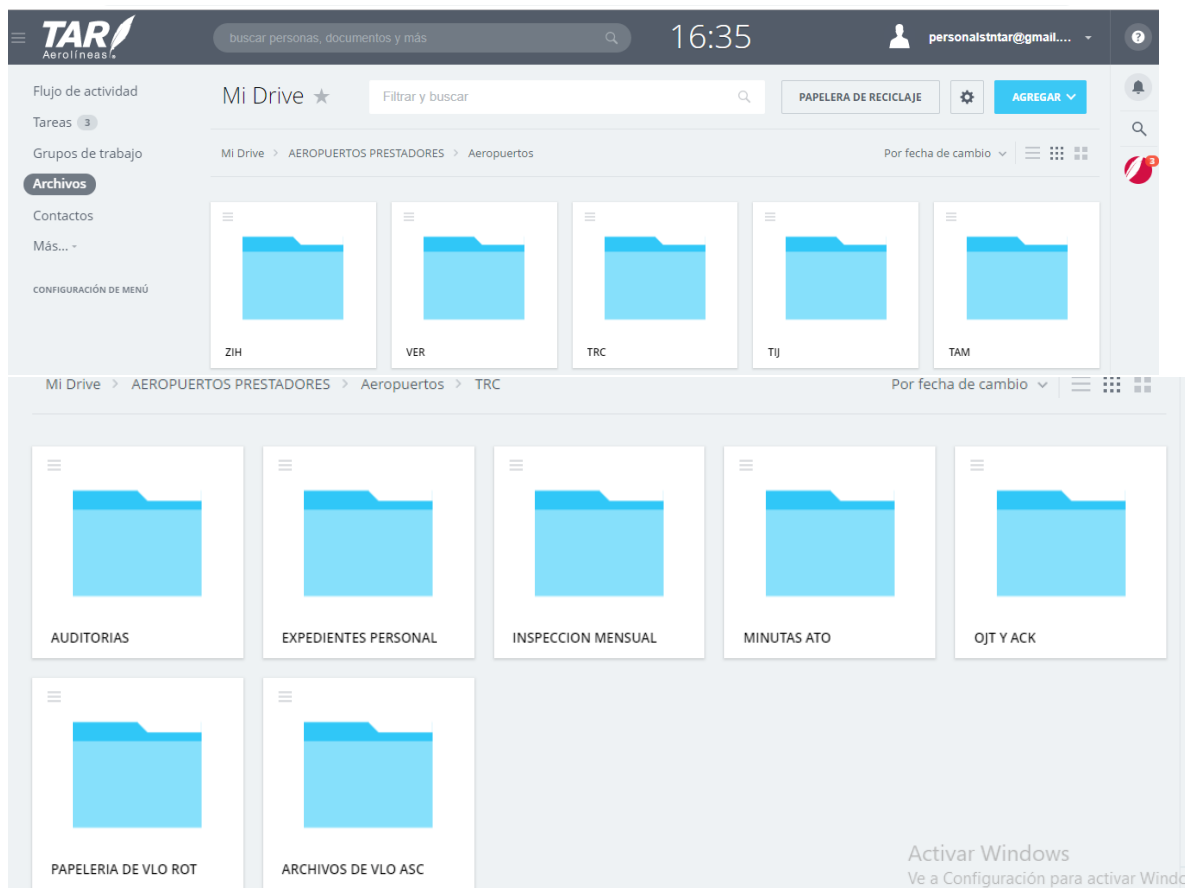 TAR
Aerolíneas
buscar personas, documentos y más
16:35
personalstntar@gmail....
?
Flujo de actividad
Tareas 3
Grupos de trabajo
Archivos
Contactos
Más...
CONFIGURACIÓN DE MENÚ
Mi Drive
Filtrar y buscar
PAPELERA DE RECICLAJE
AGREGAR
3
Mi Drive > AEROPUERTOS PRESTADORES > Aeropuertos
Por fecha de cambio
ZIH
VER
TRC
TIJ
TAM
Mi Drive > AEROPUERTOS PRESTADORES > Aeropuertos > TRC
Por fecha de cambio
AUDITORIAS
EXPEDIENTES PERSONAL
INSPECCION MENSUAL
MINUTAS ATO
OJT Y ACK
PAPELERIA DE VLO ROT
ARCHIVOS DE VLO ASC
Activar Windows
Ve a Configuración para activar Windo